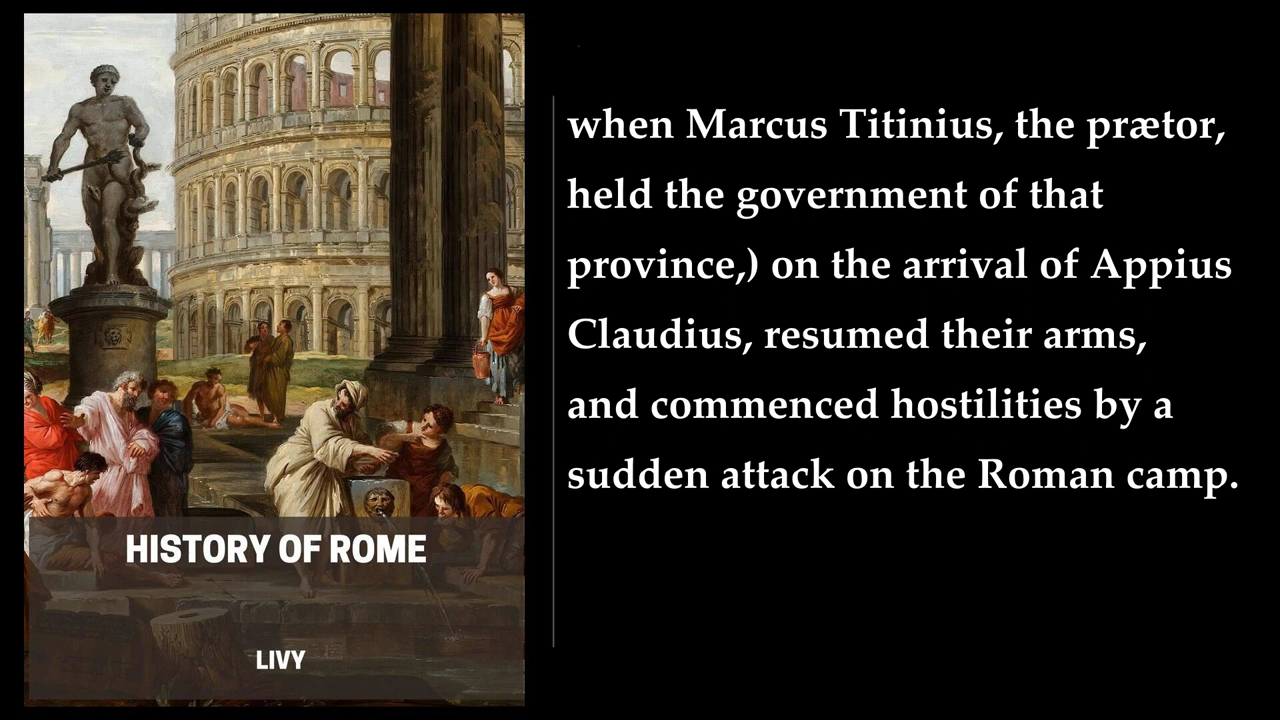 HISTORY OF ROME
LIVY
when Marcus Titinius, the prætor,
held the government of that
province,) on the arrival of Appius
Claudius, resumed their arms,
and commenced hostilities by a
sudden attack on the Roman camp.